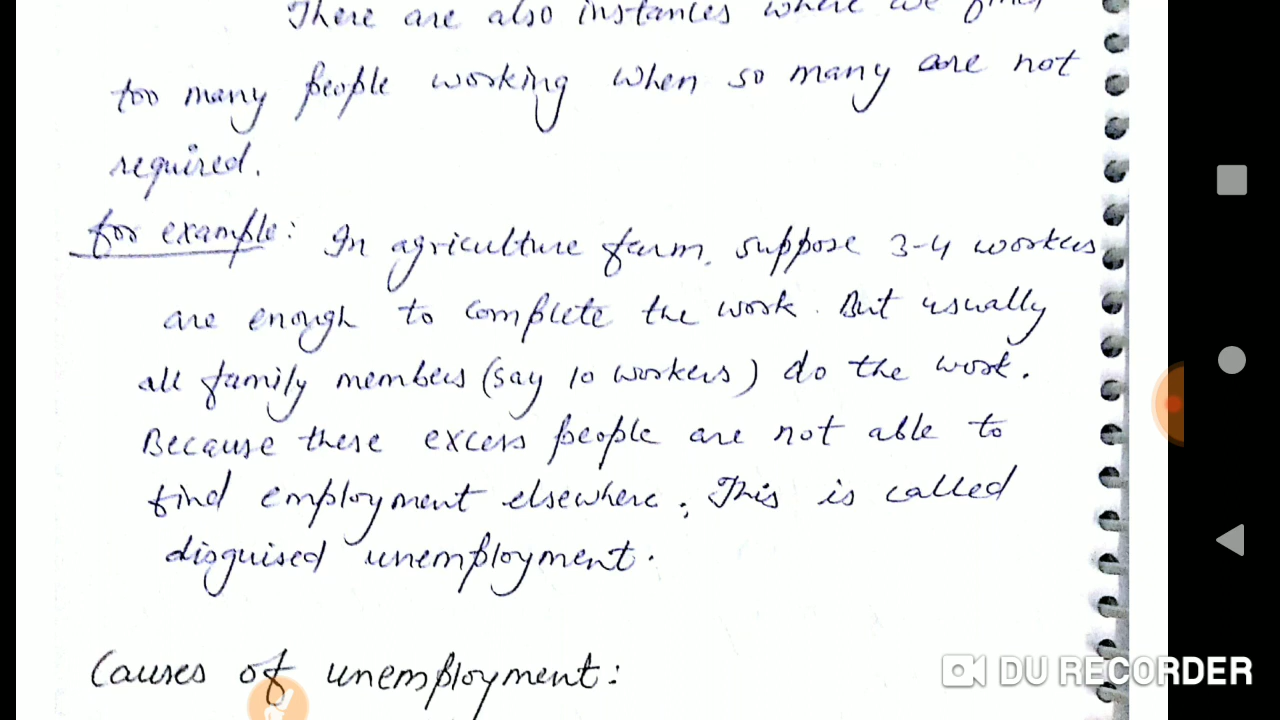 There are also instances where we find
too many people working when so many are not
required.
for example: In agriculture farm, suppose 3-4 workers
are enough to complete the work. But usually
all family members (say 10 workers) do the work.
Because these excess people are not able to
find employment elsewhere; This is called
disguised unemployment.
Causes of unemployment:
DU RECORDER